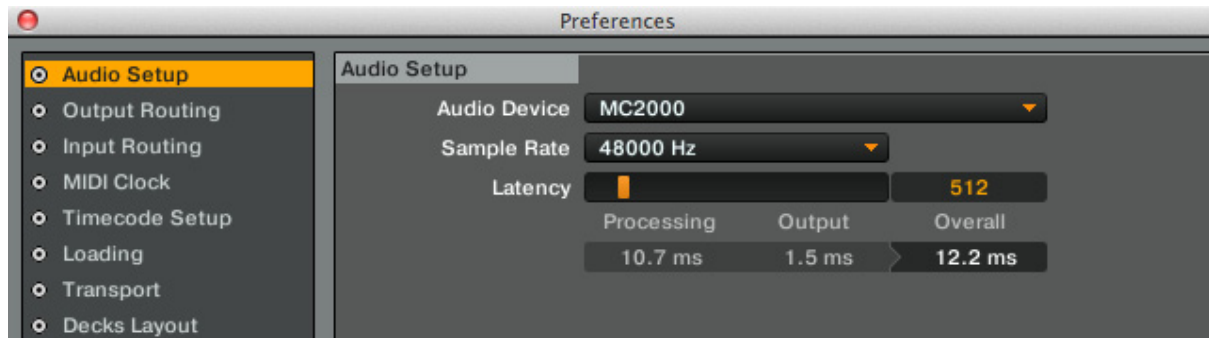 Preferences
Audio Setup
Output Routing
Input Routing
MIDI Clock
Timecode Setup
Loading
Transport
Decks Layout
Audio Setup
Audio Device MC2000
Sample Rate 48000 Hz
Latency 512
Processing Output Overall
10.7 ms 1.5 ms 12.2 ms